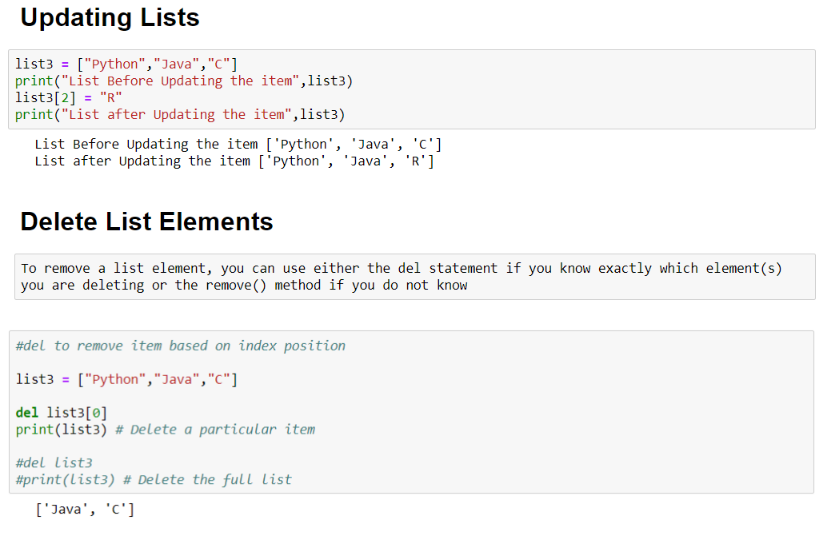 Updating Lists
list3 = ["Python","Java","C"]
print("List Before Updating the item",list3)
list3[2] = "R"
print("List after Updating the item",list3)
List Before Updating the item ['Python', 'Java', 'C']
List after Updating the item ['Python', 'Java', 'R']
Delete List Elements
To remove a list element, you can use either the del statement if you know exactly which element(s)
you are deleting or the remove() method if you do not know
#del to remove item based on index position
list3 = ["Python","Java","C"]
del list3[0]
print(list3) # Delete a particular item
#del list3
#print(list3) # Delete the full list
['Java', 'C']